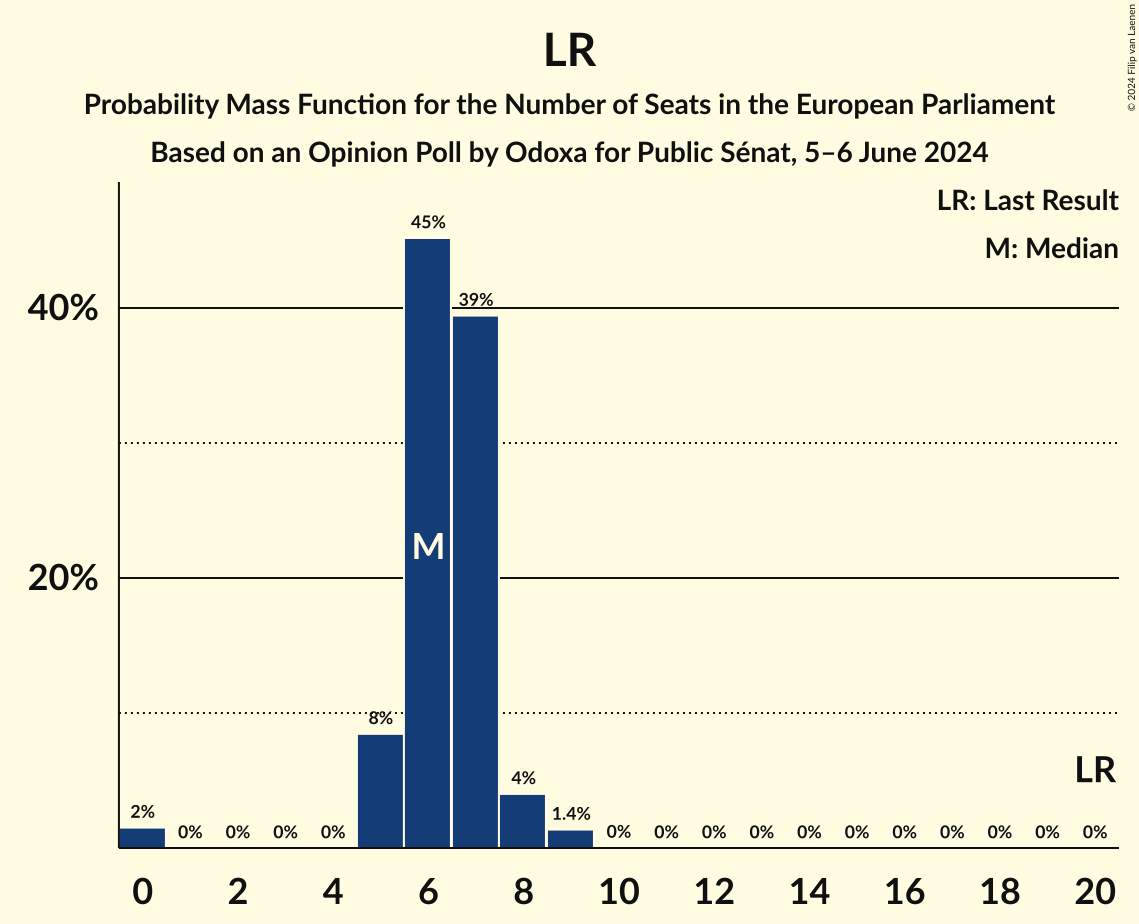 LR
Probability Mass Function for the Number of Seats in the European Parliament
Based on an Opinion Poll by Odoxa for Public Sénat, 5–6 June 2024
© 2024 Filip van Laenen
LR: Last Result
M: Median
45%
40%
39%
M
20%
8%
LR
4%
2%
1.4%
0% 0% 0% 0% 0% 0% 0% 0% 0% 0% 0% 0% 0% 0% 0%
0 2 4 6 8 10 12 14 16 18 20